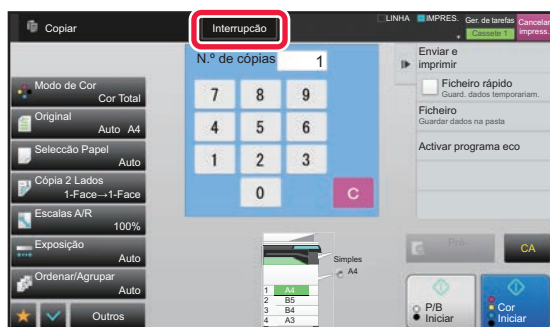 Copiar
Interrupcão
LINHA
IMPRES.
Ger. de tarefas
Cassete 1
Cancelar
impress.
N.º de cópias
1
7 8 9
4 5 6
1 2 3
0 C
Modo de Cor
Cor Total
Original
Auto A4
Seleccão Papel
Auto
Cópia 2 Lados
1-Face→1-Face
Escalas A/R
100%
Exposição
Auto
Ordenar/Agrupar
Auto
Outros
Enviar e
imprimir
Ficheiro rápido
Guard. dados temporariam.
Ficheiro
Guardar dados na pasta
Activar programa eco
Simples
A4
1 A4
2 B5
3 B4
4 A3
Pré-
CA
P/B
Iniciar
Cor
Iniciar